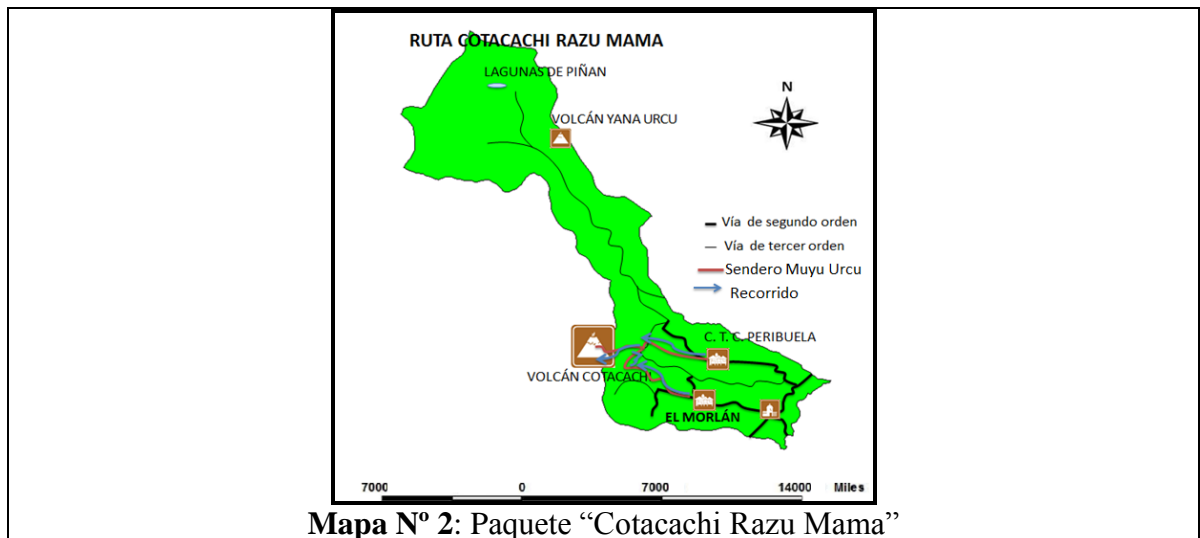 RUTA COTACACHI RAZU MAMA
LAGUNAS DE PIÑAN
N
VOLCÁN YANA URCU
Vía de segundo orden
Vía de tercer orden
Sendero Muyu Urcu
Recorrido
C. T. C. PERIBUELA
VOLCÁN COTACACHI
EL MORLÁN
7000 0 7000 14000 Miles
Mapa Nº 2: Paquete “Cotacachi Razu Mama”